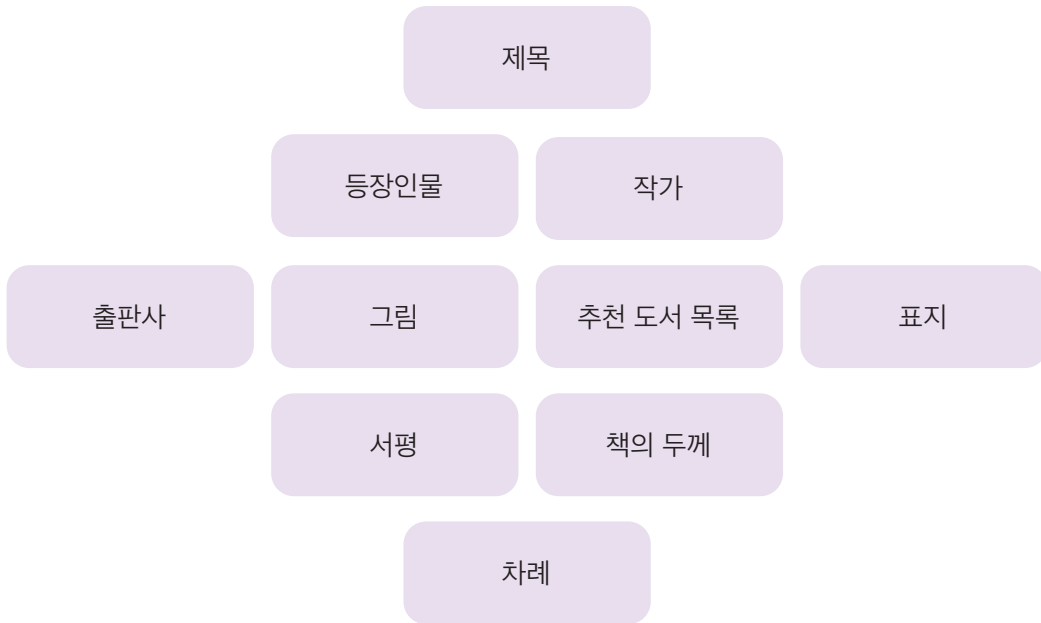 제목
등장인물 작가
출판사 그림 추천 도서 목록 표지
서평 책의 두께
차례